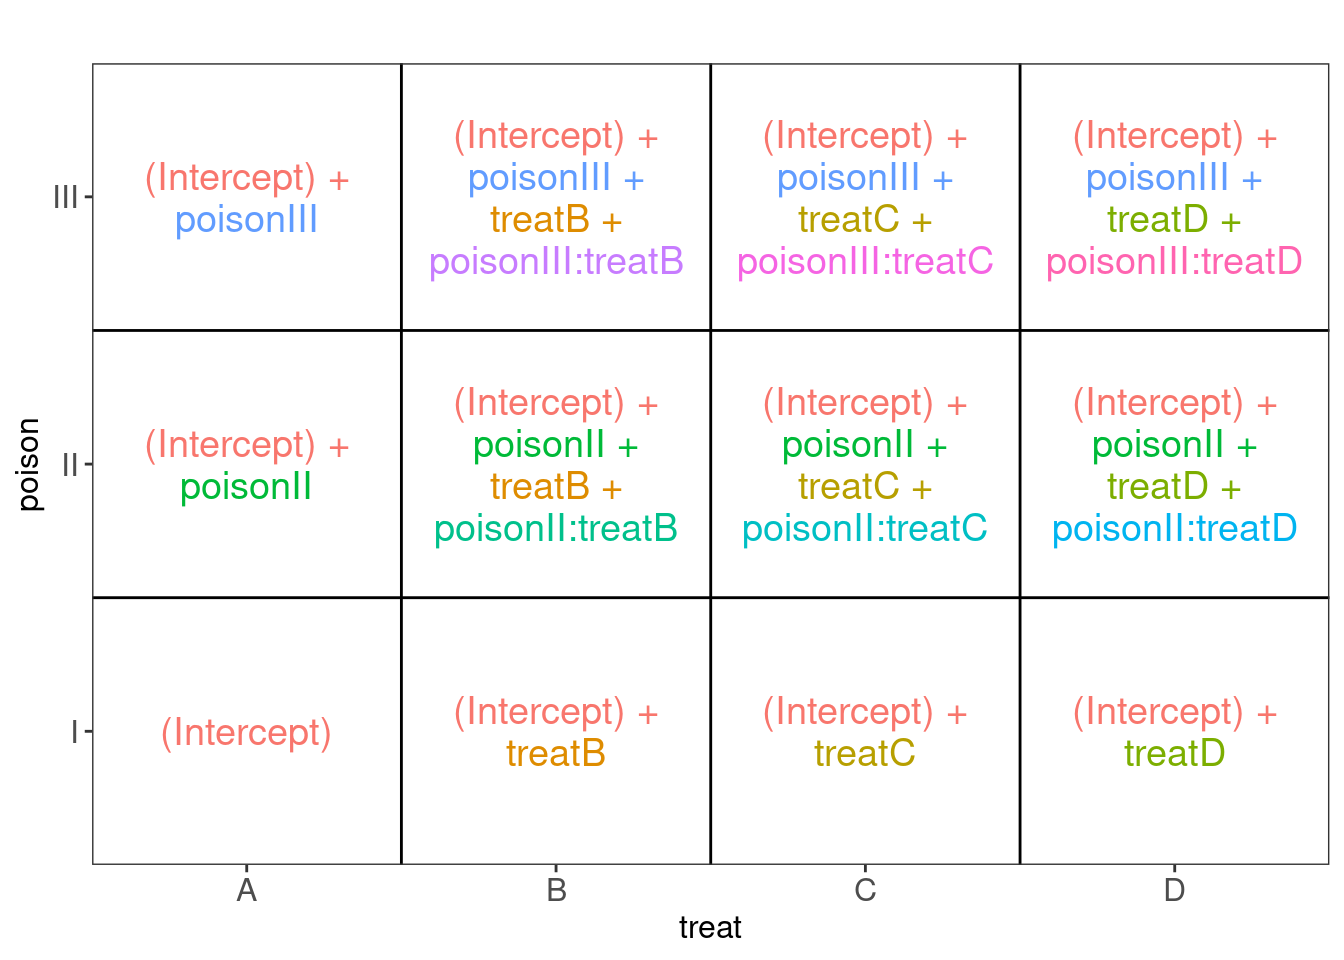 (Intercept) +
poisonIII
(Intercept) +
poisonIII +
treatB +
poisonIII:treatB
(Intercept) +
poisonIII +
treatC +
poisonIII:treatC
(Intercept) +
poisonIII +
treatD +
poisonIII:treatD
III
(Intercept) +
poisonII
(Intercept) +
poisonII +
treatB +
poisonII:treatB
(Intercept) +
poisonII +
treatC +
poisonII:treatC
(Intercept) +
poisonII +
treatD +
poisonII:treatD
II
poison
(Intercept)
(Intercept) +
treatB
(Intercept) +
treatC
(Intercept) +
treatD
I
A
B
C
D
treat